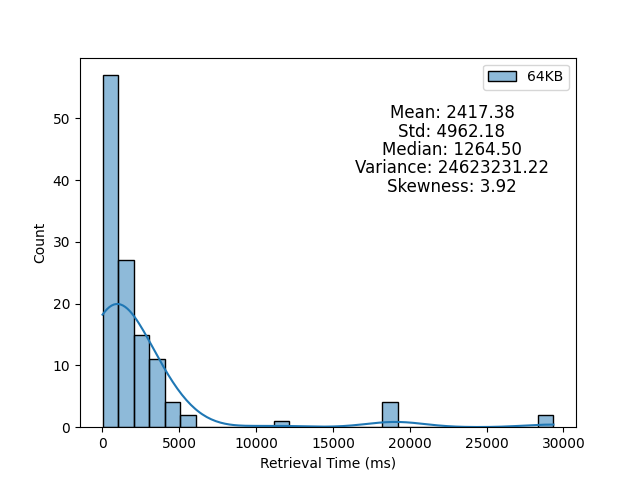 64KB
Mean: 2417.38
Std: 4962.18
Median: 1264.50
Variance: 24623231.22
Skewness: 3.92
Count
50
40
30
20
10
0
0 5000 10000 15000 20000 25000 30000
Retrieval Time (ms)